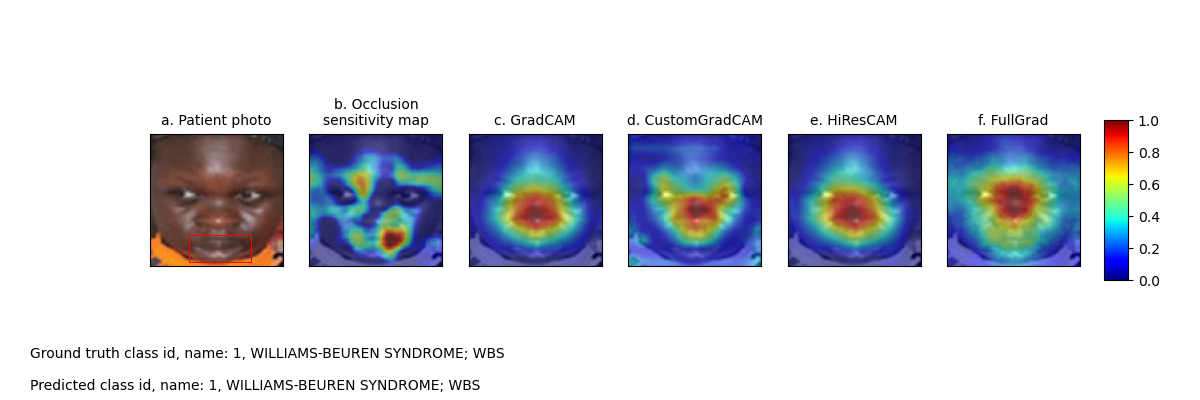 a. Patient photo
b. Occlusion
sensitivity map
c. GradCAM
d. CustomGradCAM
e. HiResCAM
f. FullGrad
1.0
0.8
0.6
0.4
0.2
0.0
Ground truth class id, name: 1, WILLIAMS-BEUREN SYNDROME; WBS
Predicted class id, name: 1, WILLIAMS-BEUREN SYNDROME; WBS